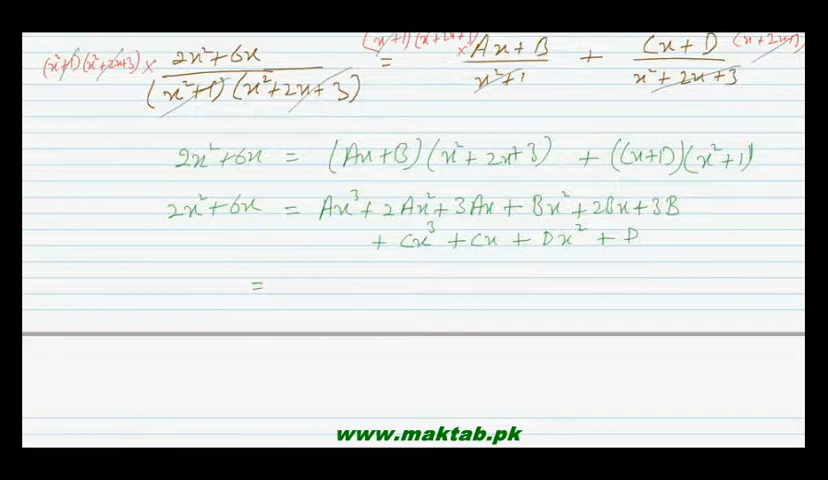 (x²+1)(x²+2x+3) × (2x²+6x)/((x²+1)(x²+2x+3)) = × (Ax+B)/(x²+1) + (Cx+D)/(x²+2x+3)
2x²+6x = (Ax+B)(x²+2x+3) + (Cx+D)(x²+1)
2x²+6x = Ax³+2Ax²+3Ax+Bx²+2Bx+3B
+ Cx³+Cx+Dx²+D
=
www.maktab.pk